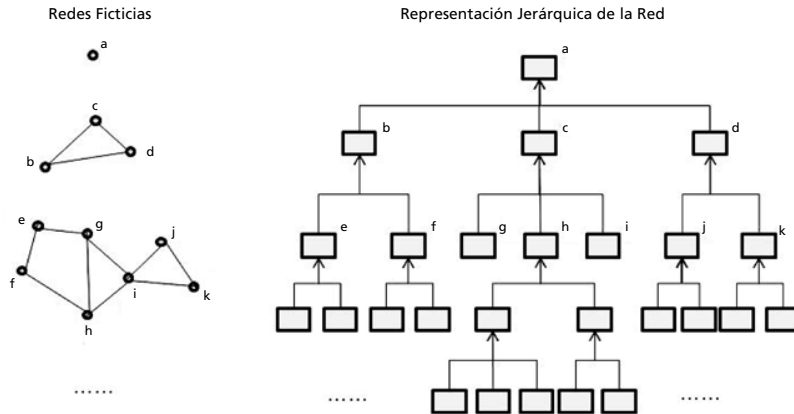 Redes Ficticias
a
c
b
d
e
g
j
f
i
k
h
......
Representación Jerárquica de la Red
a
b
c
d
e
f
g
h
i
j
k
......
......